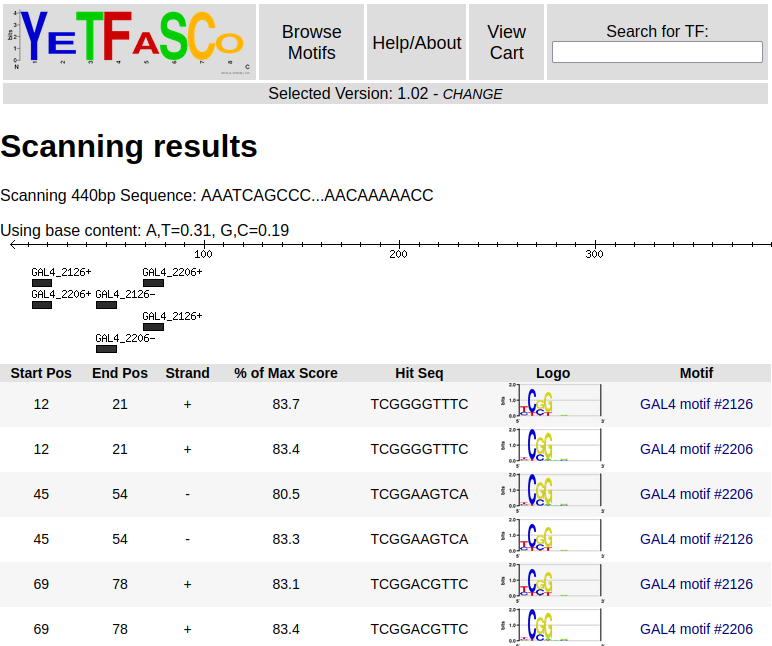 YeTFaSCo
Browse Motifs
Help/About
View Cart
Search for TF:
Selected Version: 1.02 - CHANGE
Scanning results
Scanning 440bp Sequence: AAATCAGCCC...AACAAAAACC
Using base content: A,T=0.31, G,C=0.19
100 200 300
GAL4_2126+ GAL4_2206+
GAL4_2206+ GAL4_2126-
GAL4_2126+
GAL4_2206-
Start Pos End Pos Strand % of Max Score Hit Seq Logo Motif
12 21 + 83.7 TCGGGGTTTC GAL4 motif #2126
12 21 + 83.4 TCGGGGTTTC GAL4 motif #2206
45 54 - 80.5 TCGGAAGTCA GAL4 motif #2206
45 54 - 83.3 TCGGAAGTCA GAL4 motif #2126
69 78 + 83.1 TCGGACGTTC GAL4 motif #2126
69 78 + 83.4 TCGGACGTTC GAL4 motif #2206